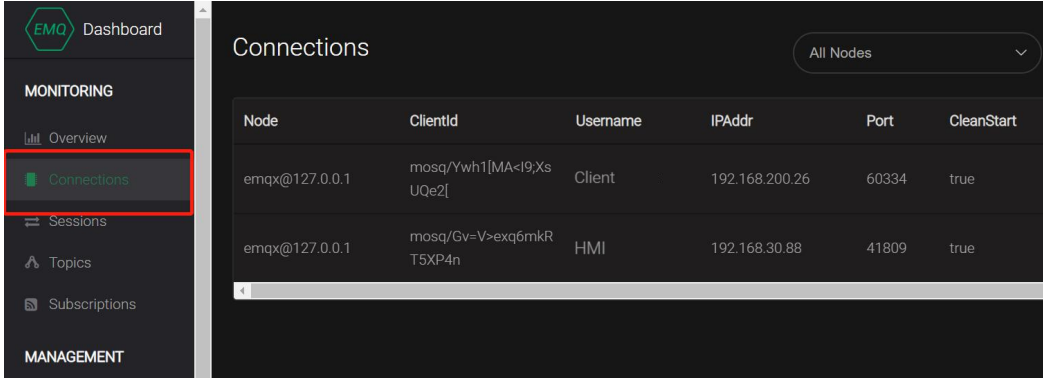 EMQ Dashboard
Connections
All Nodes
MONITORING
Overview
Connections
Sessions
Topics
Subscriptions
MANAGEMENT
Node ClientId Username IPAddr Port CleanStart
emqx@127.0.0.1 mosq/Ywh1[MA<I9;Xs Client 192.168.200.26 60334 true
UQe2[
emqx@127.0.0.1 mosq/Gv=V>exq6mkR HMI 192.168.30.88 41809 true
T5XP4n